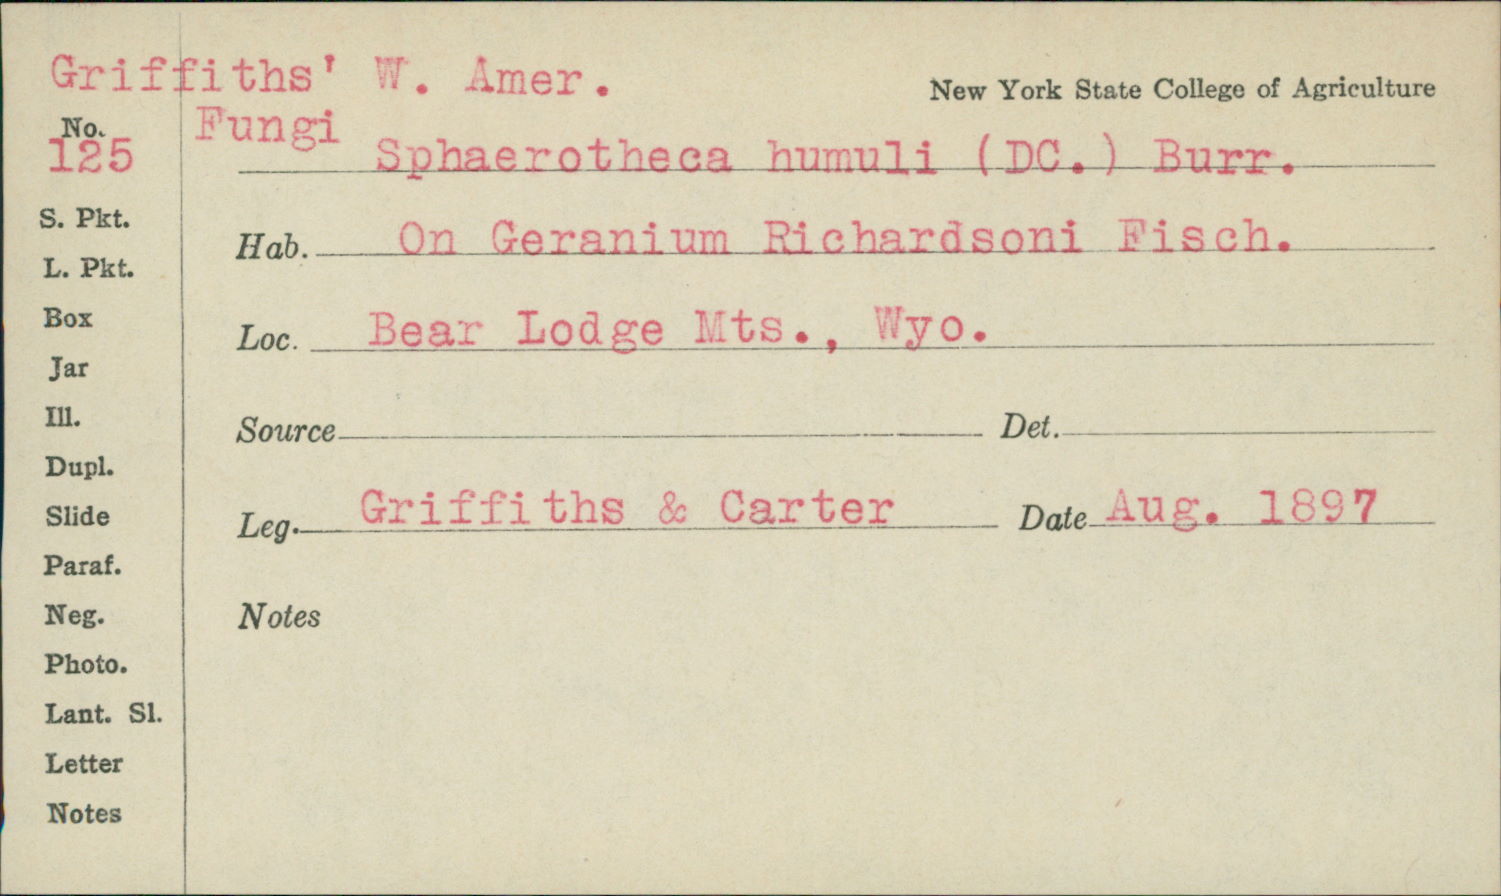 Griffiths' W. Amer.
New York State College of Agriculture
No. Fungi
125 Sphaerotheca humuli (DC.) Burr.
S. Pkt.
Hab. On Geranium Richardsoni Fisch.
L. Pkt.
Box
Loc. Bear Lodge Mts., Wyo.
Jar
Ill.
Source Det.
Dupl.
Slide
Leg. Griffiths & Carter Date Aug. 1897
Paraf.
Neg.
Notes
Photo.
Lant. Sl.
Letter
Notes